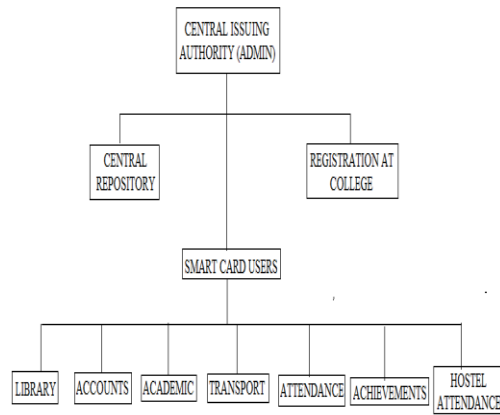 CENTRAL ISSUING
AUTHORITY (ADMIN)
CENTRAL
REPOSITORY
REGISTRATION AT
COLLEGE
SMART CARD USERS
LIBRARY
ACCOUNTS
ACADEMIC
TRANSPORT
ATTENDANCE
ACHIEVEMENTS
HOSTEL
ATTENDANCE